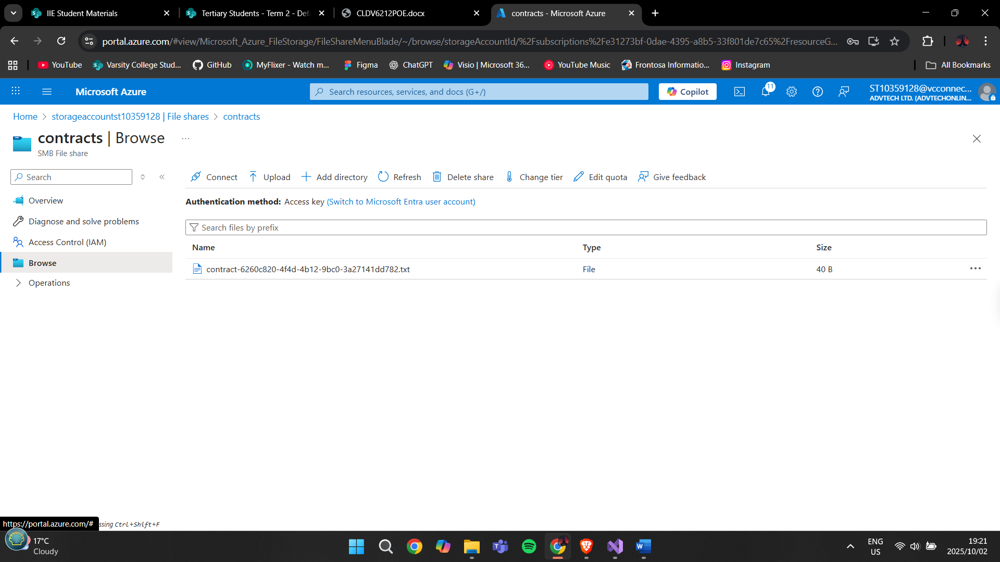 IIE Student Materials
Tertiary Students - Term 2 - Def
CLDV6212POE.docx
contracts - Microsoft Azure
portal.azure.com/#view/Microsoft_Azure_FileStorage/FileShareMenuBlade/~/browse/storageAccountId/%2Fsubscriptions%2Fe31273bf-0dae-4395-a8b5-33f801de7c65%2FresourceG...
YouTube
Varsity College Stud...
GitHub
MyFlixer - Watch m...
Figma
ChatGPT
Visio | Microsoft 36...
YouTube Music
Frontosa Informatio...
Instagram
All Bookmarks
Microsoft Azure
Search resources, services, and docs (G+/)
Copilot
11
ST10359128@vcconnec...
ADVTECH LTD. (ADVTECHONLIN...
Home > storageaccountst10359128 | File shares > contracts
contracts | Browse ...
SMB File share
Search
Connect
Upload
Add directory
Refresh
Delete share
Change tier
Edit quota
Give feedback
Overview
Diagnose and solve problems
Access Control (IAM)
Browse
Operations
Authentication method: Access key (Switch to Microsoft Entra user account)
Search files by prefix
Name Type Size
contract-6260c820-4f4d-4b12-9bc0-3a27141dd782.txt File 40 B
https://portal.azure.com/#
ssing Ctrl+Shift+F
17°C
Cloudy
ENG
US
19:21
2025/10/02